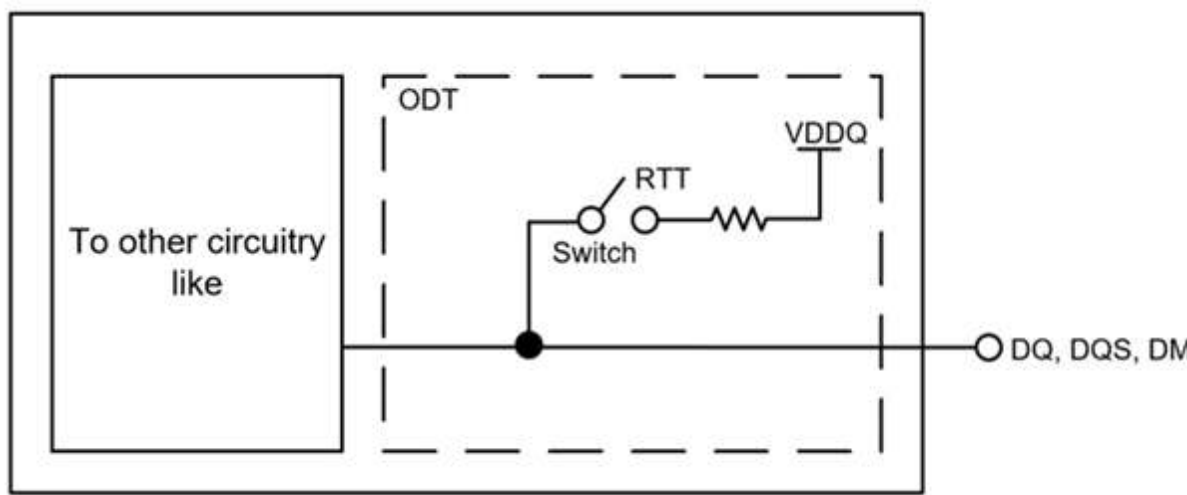 ODT
VDDQ
RTT
Switch
To other circuitry
like
DQ, DQS, DM